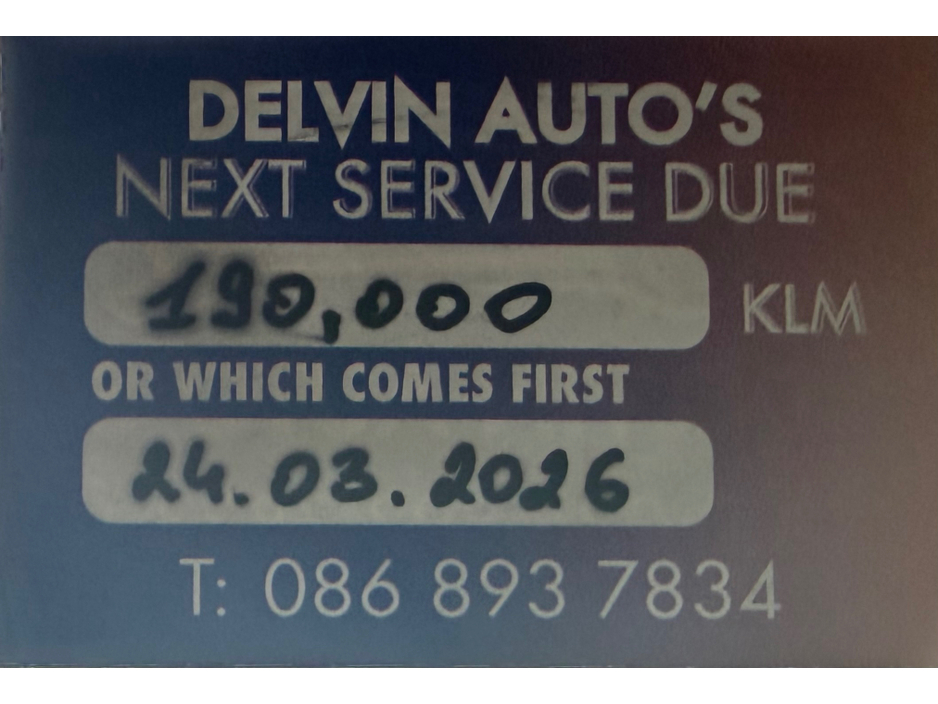 DELVIN AUTO'S
NEXT SERVICE DUE
190,000 KLM
OR WHICH COMES FIRST
24.03.2026
T: 086 893 7834